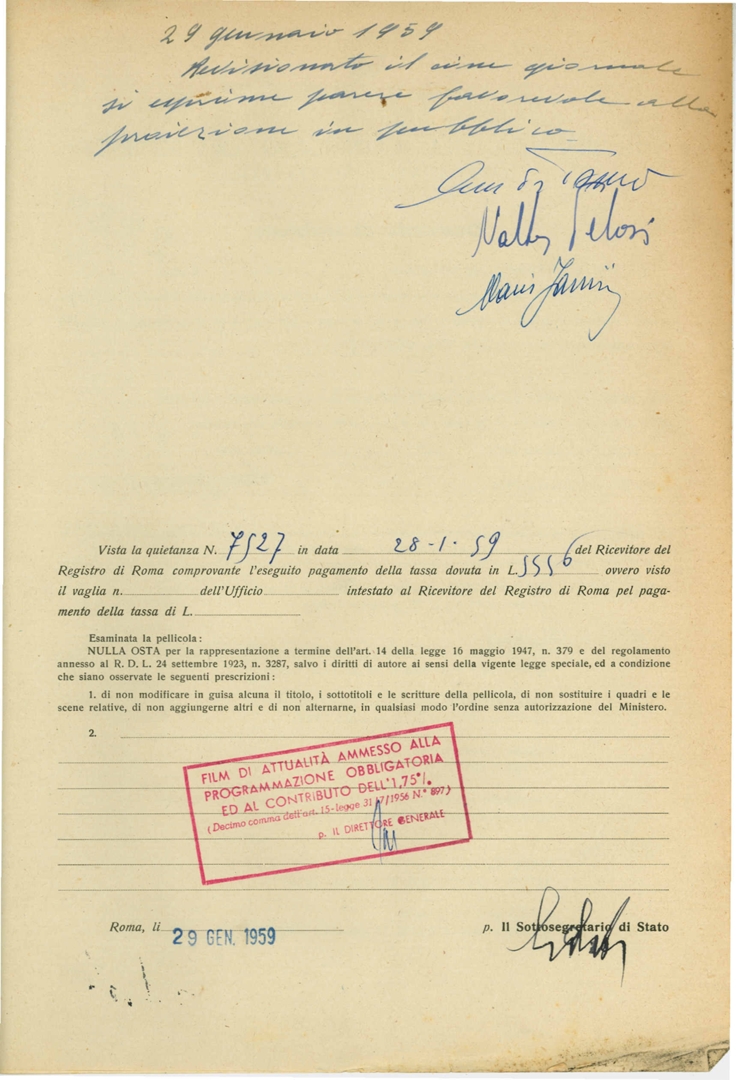 29 gennaio 1959
Revisionato il cine giornale
si esprime parere favorevole alla
proiezione in pubblico
Vista la quietanza N. 7527 in data 28-1-59 del Ricevitore del
Registro di Roma comprovante l'eseguito pagamento della tassa dovuta in L. 5556 ovvero visto
il vaglia n. dell'Ufficio intestato al Ricevitore del Registro di Roma pel paga-
mento della tassa di L.
Esaminata la pellicola :
NULLA OSTA per la rappresentazione a termine dell'art. 14 della legge 16 maggio 1947, n. 379 e del regolamento
annesso al R. D. L. 24 settembre 1923, n. 3287, salvo i diritti di autore ai sensi della vigente legge speciale, ed a condizione
che siano osservate le seguenti prescrizioni :
1. di non modificare in guisa alcuna il titolo, i sottotitoli e le scritture della pellicola, di non sostituire i quadri e le
scene relative, di non aggiungerne altri e di non alternarne, in qualsiasi modo l'ordine senza autorizzazione del Ministero.
2.
FILM DI ATTUALITÀ AMMESSO ALLA
PROGRAMMAZIONE OBBLIGATORIA
ED AL CONTRIBUTO DELL'1,75%.
(Decimo comma dell'art. 15-legge 31/7/1956 N.° 897)
p. IL DIRETTORE GENERALE
Roma, li 29 GEN. 1959
p. Il Sottosegretario di Stato